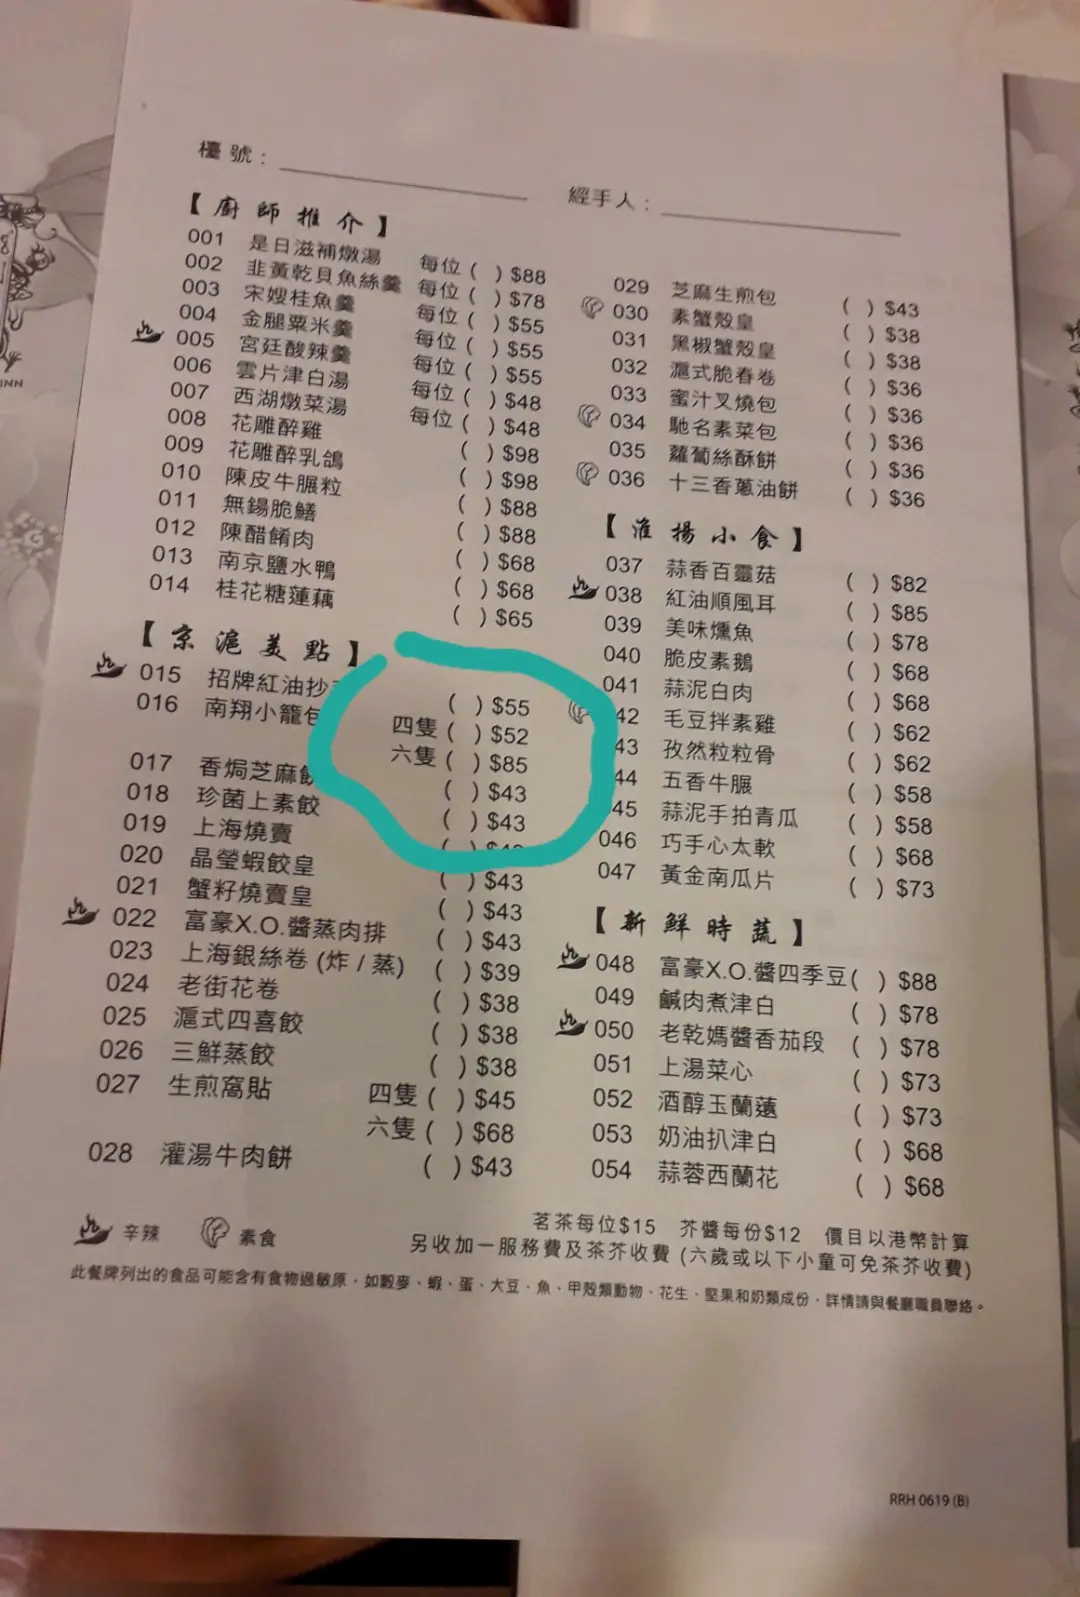 檯 號：
經手人：
【 廚 師 推 介 】
001 是日滋補燉湯 每位 ( ) $88
002 韭黃乾貝魚絲羹 每位 ( ) $78
003 宋嫂桂魚羹 每位 ( ) $55
004 金腿粟米羹 每位 ( ) $55
005 宮廷酸辣羹 每位 ( ) $55
006 雲片津白湯 每位 ( ) $48
007 西湖燉菜湯 每位 ( ) $48
008 花雕醉雞 ( ) $98
009 花雕醉乳鴿 ( ) $98
010 陳皮牛𦟌粒 ( ) $88
011 無錫脆鱔 ( ) $88
012 陳醋餚肉 ( ) $68
013 南京鹽水鴨 ( ) $68
014 桂花糖蓮藕 ( ) $65
【 京 滬 美 點 】
015 招牌紅油抄 ( ) $55
016 南翔小籠包 四隻 ( ) $52
六隻 ( ) $85
017 香焗芝麻 ( ) $43
018 珍菌上素餃 ( ) $43
019 上海燒賣 ( )
020 晶瑩蝦餃皇 ( ) $43
021 蟹籽燒賣皇 ( ) $43
022 富豪X.O.醬蒸肉排 ( ) $43
023 上海銀絲卷 (炸 / 蒸) ( ) $39
024 老街花卷 ( ) $38
025 滬式四喜餃 ( ) $38
026 三鮮蒸餃 ( ) $38
027 生煎窩貼 四隻 ( ) $45
六隻 ( ) $68
028 灌湯牛肉餅 ( ) $43
029 芝麻生煎包 ( ) $43
030 素蟹殼皇 ( ) $38
031 黑椒蟹殼皇 ( ) $38
032 滬式脆春卷 ( ) $36
033 蜜汁叉燒包 ( ) $36
034 馳名素菜包 ( ) $36
035 蘿蔔絲酥餅 ( ) $36
036 十三香蔥油餅 ( ) $36
【 淮 揚 小 食 】
037 蒜香百靈菇 ( ) $82
038 紅油順風耳 ( ) $85
039 美味燻魚 ( ) $78
040 脆皮素鵝 ( ) $68
041 蒜泥白肉 ( ) $68
42 毛豆拌素雞 ( ) $62
43 孜然粒粒骨 ( ) $62
44 五香牛𦟌 ( ) $58
45 蒜泥手拍青瓜 ( ) $58
046 巧手心太軟 ( ) $68
047 黃金南瓜片 ( ) $73
【 新 鮮 時 蔬 】
048 富豪X.O.醬四季豆 ( ) $88
049 鹹肉煮津白 ( ) $78
050 老乾媽醬香茄段 ( ) $78
051 上湯菜心 ( ) $73
052 酒醇玉蘭薳 ( ) $73
053 奶油扒津白 ( ) $68
054 蒜蓉西蘭花 ( ) $68
辛辣 素食
茗茶每位$15 芥醬每份$12 價目以港幣計算
另收加一服務費及茶芥收費 (六歲或以下小童可免茶芥收費)
此餐牌列出的食品可能含有食物過敏原，如穀麥、蝦、蛋、大豆、魚、甲殼類動物、花生、堅果和奶類成份，詳情請與餐廳職員聯絡。
RRH 0619 (B)
INN